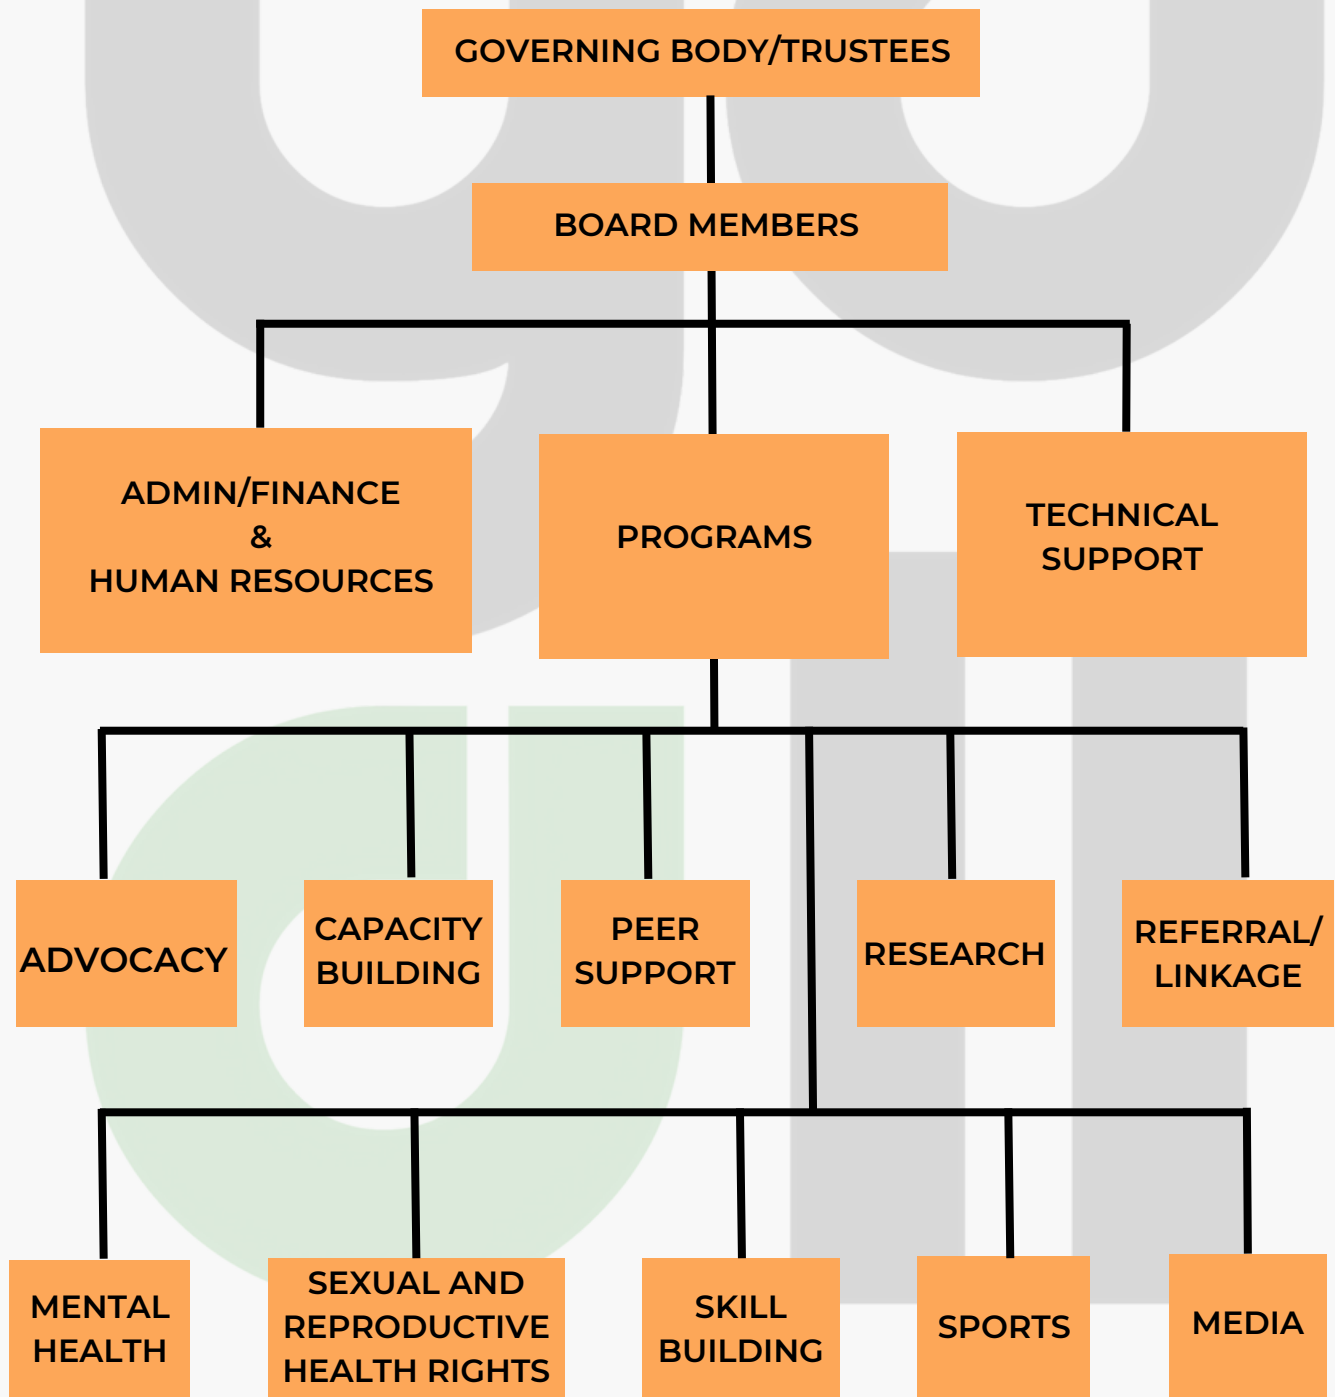 GOVERNING BODY/TRUSTEES
BOARD MEMBERS
ADMIN/FINANCE
&
HUMAN RESOURCES
PROGRAMS
TECHNICAL
SUPPORT
ADVOCACY
CAPACITY
BUILDING
PEER
SUPPORT
RESEARCH
REFERRAL/
LINKAGE
MENTAL
HEALTH
SEXUAL AND
REPRODUCTIVE
HEALTH RIGHTS
SKILL
BUILDING
SPORTS
MEDIA